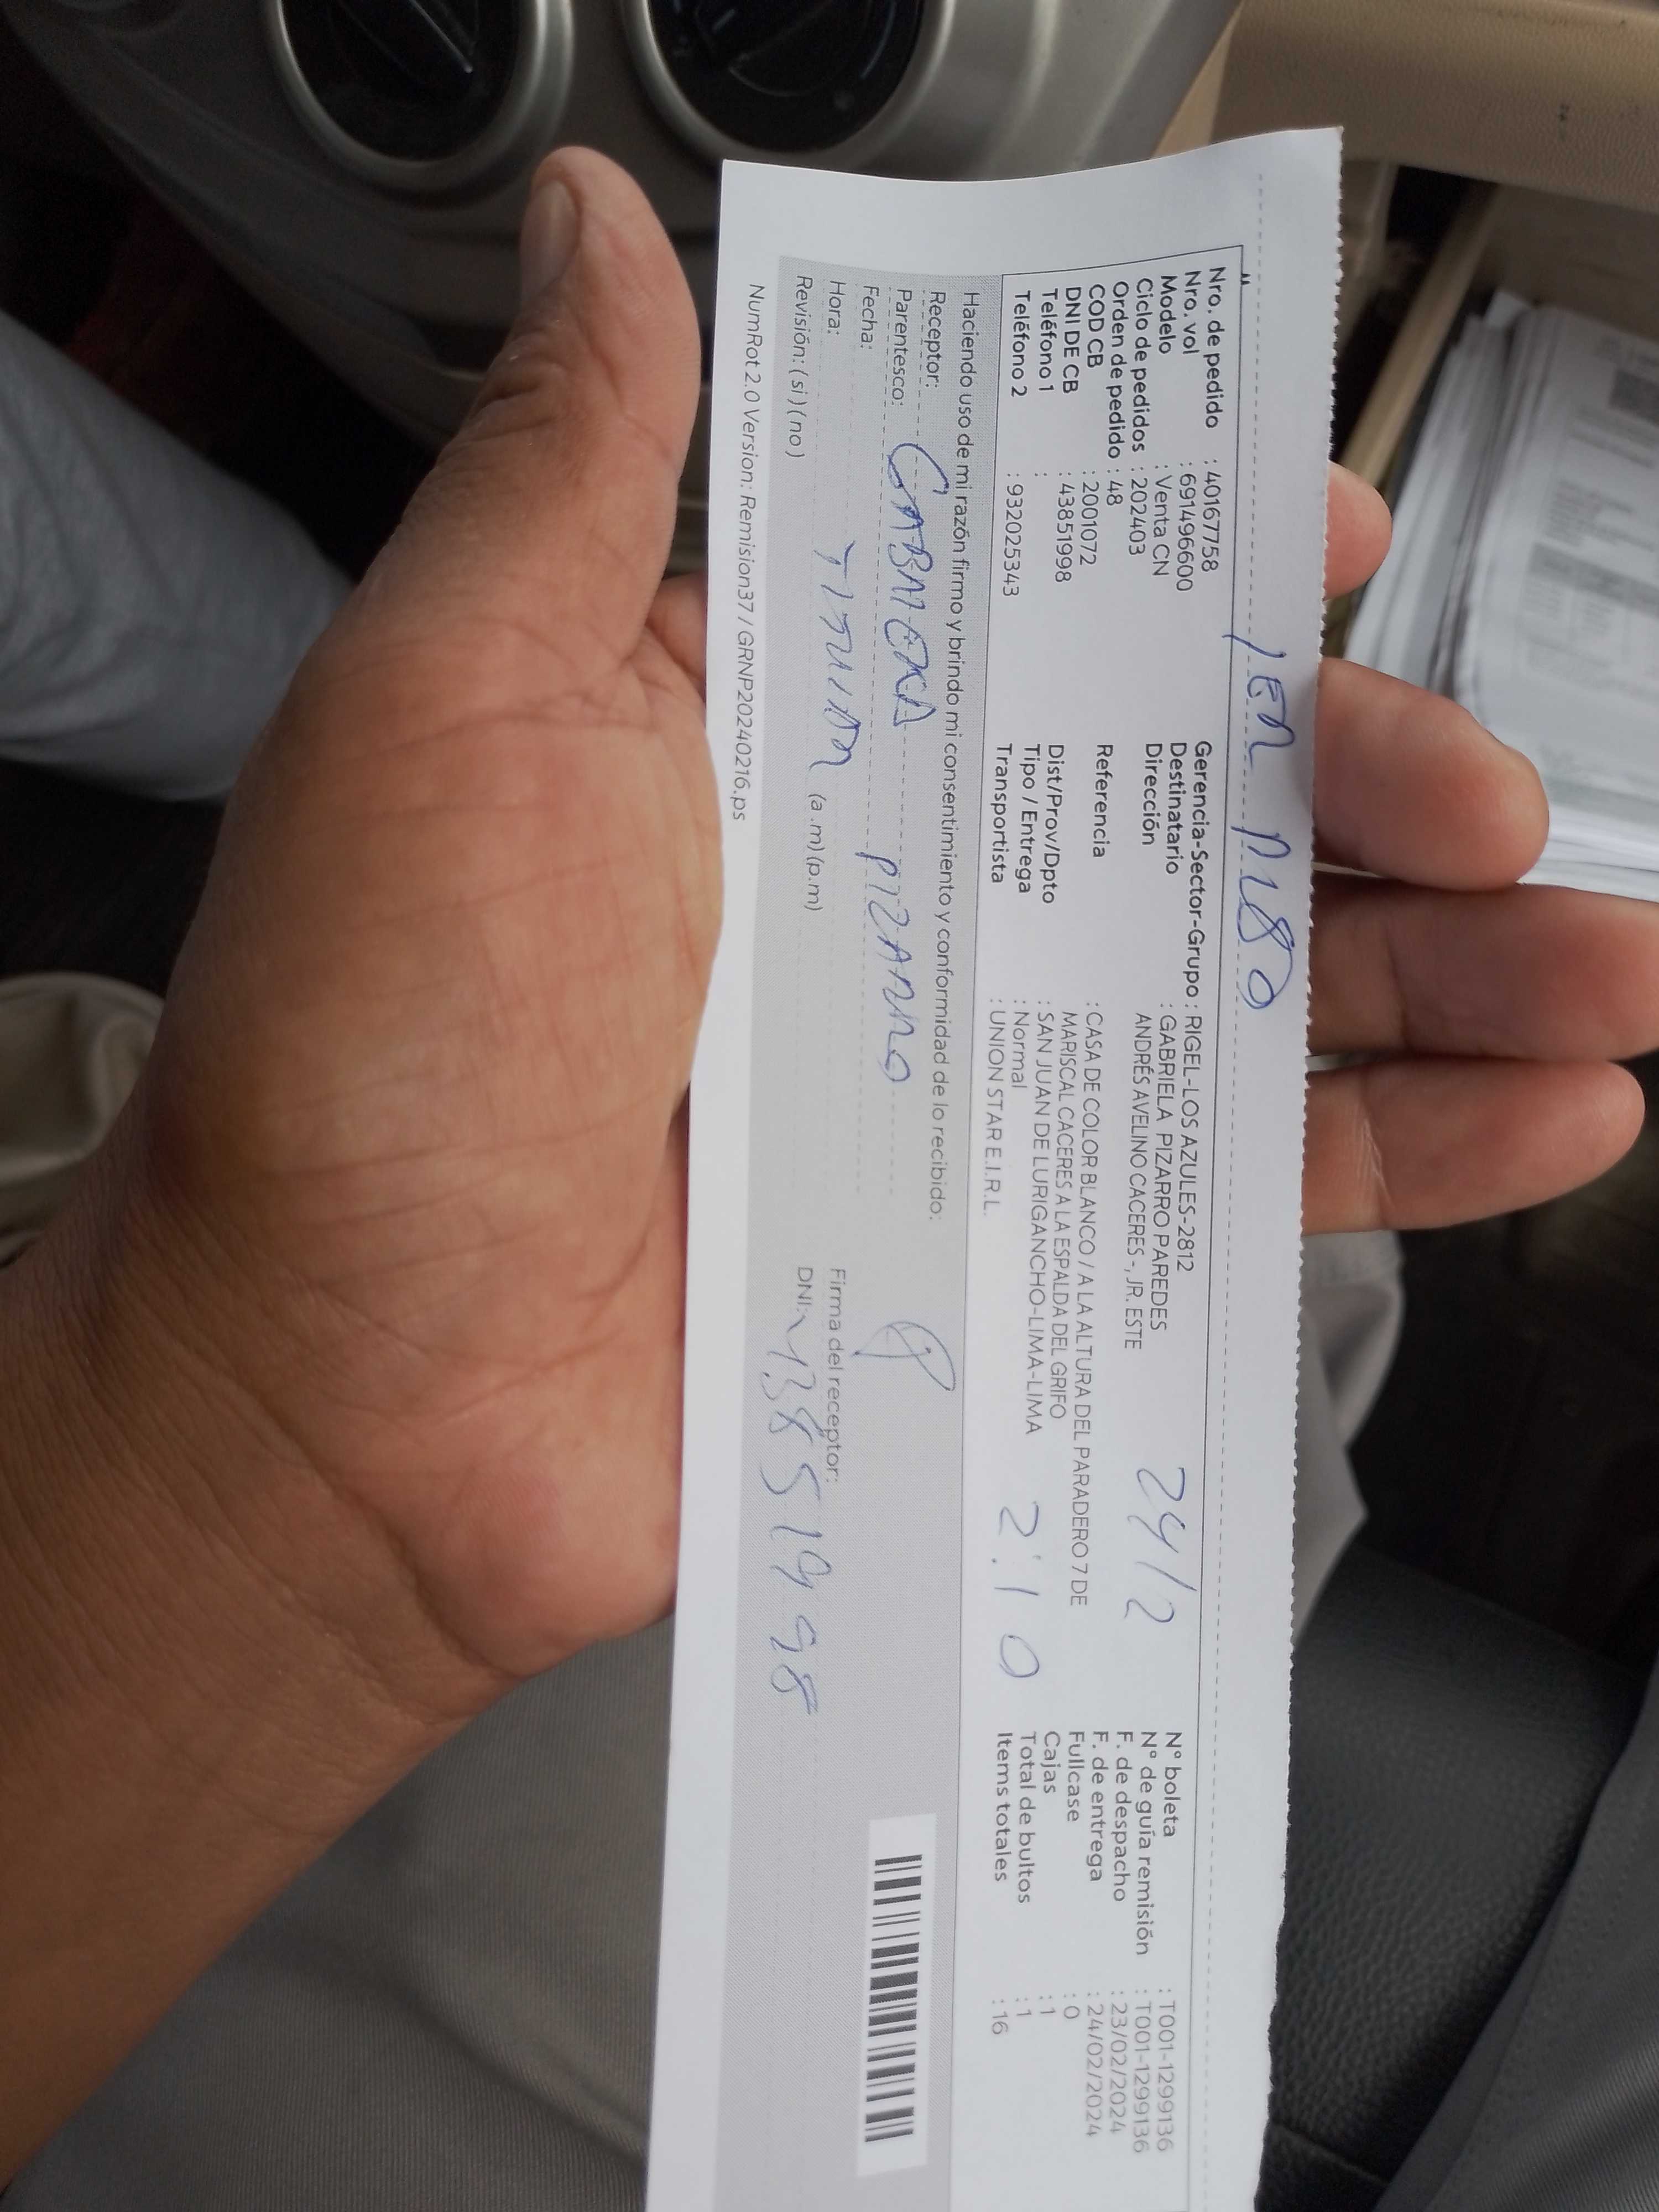 1ER PISO
Nro. de pedido : 40167758
Nro. vol : 691496600
Modelo : Venta CN
Ciclo de pedidos : 202403
Orden de pedido : 48
COD CB : 2001072
DNI DE CB : 43851998
Teléfono 1 :
Teléfono 2 : 932025343
Gerencia-Sector-Grupo : RIGEL-LOS AZULES-2812
Destinatario : GABRIELA PIZARRO PAREDES
Dirección ANDRÉS AVELINO CACERES -, JR. ESTE
Referencia : CASA DE COLOR BLANCO / A LA ALTURA DEL PARADERO 7 DE
MARISCAL CACERES A LA ESPALDA DEL GRIFO
Dist/Prov/Dpto : SAN JUAN DE LURIGANCHO-LIMA-LIMA
Tipo / Entrega : Normal
Transportista : UNION STAR E.I.R.L.
24/2
2:10
N° boleta : T001-1299136
N° de guía remisión : T001-1299136
F. de despacho : 23/02/2024
F. de entrega : 24/02/2024
Fullcase : 0
Cajas : 1
Total de bultos : 1
Items totales : 16
Haciendo uso de mi razón firmo y brindo mi consentimiento y conformidad de lo recibido:
Receptor: GABRIELA PIZARRO
Parentesco:
Fecha: TITULAR
Hora: (a.m) (p.m)
Revisión: (si) (no)
Firma del receptor:
DNI: 43851998
NumRot 2.0 Version: Remision37 / GRNP20240216.ps